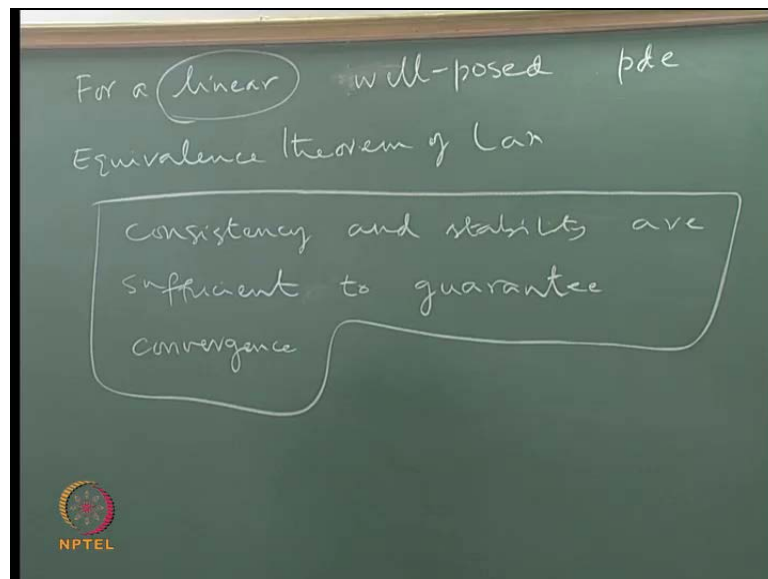 For a linear well-posed pde
Equivalence theorem of Lax
consistency and stability are
sufficient to guarantee
convergence
NPTEL